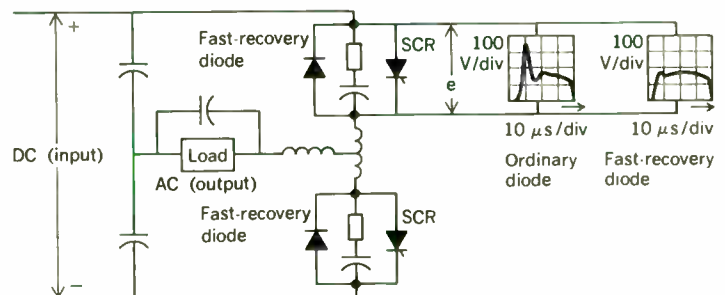 +
Fast-recovery
diode
SCR
100
V/div
e
100
V/div
10 μs/div
10 μs/div
Ordinary
diode
Fast-recovery
diode
DC (input)
Load
AC (output)
Fast-recovery
diode
SCR
−